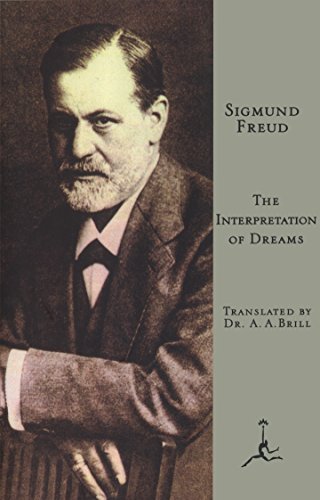 SIGMUND
FREUD
THE
INTERPRETATION
OF DREAMS
TRANSLATED BY
DR. A. A. BRILL